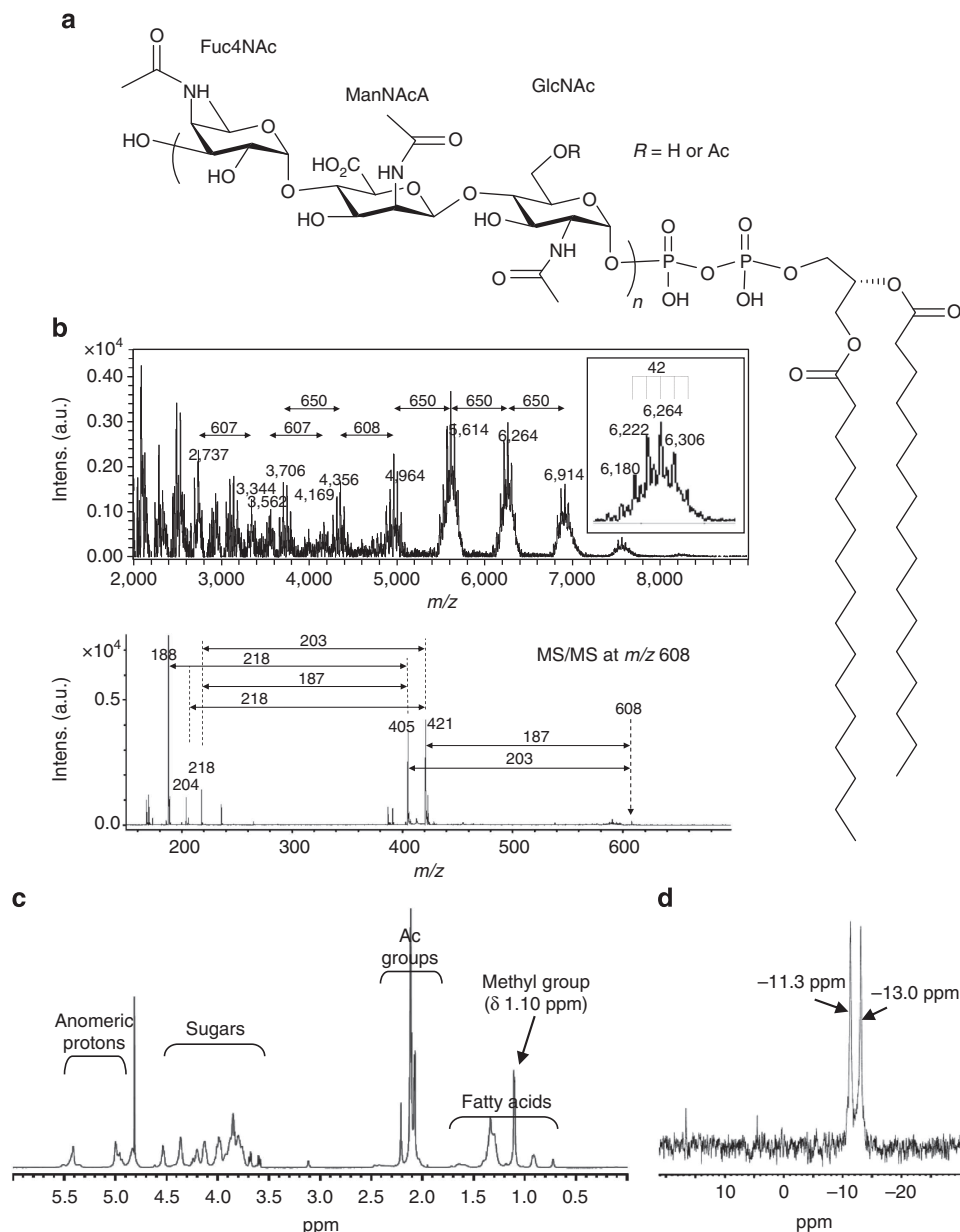 a
Fuc4NAc
ManNAcA
GlcNAc
R = H or Ac
O
NH
HO
HO
O
O
HO₂C
HO
HN
O
O
O
OR
O
HO
NH
O
O
n
O
P
OH
O
O
P
OH
O
O
O
O
O
b
×10⁴
0.40
0.30
0.20
0.10
0.00
Intens. (a.u.)
607
607
650
608
650
650
650
2,737
3,344
3,562
3,706
4,169
4,356
4,964
5,614
6,264
6,914
42
6,264
6,222
6,306
6,180
2,000
3,000
4,000
5,000
6,000
7,000
8,000
m/z
×10⁴
0.5
0.0
Intens. (a.u.)
MS/MS at m/z 608
203
188
218
187
218
405
421
608
187
203
218
204
200
300
400
500
600
m/z
c
Anomeric
protons
Sugars
Ac
groups
Methyl group
(δ 1.10 ppm)
Fatty acids
5.5
5.0
4.5
4.0
3.5
3.0
2.5
2.0
1.5
1.0
0.5
ppm
d
−11.3 ppm
−13.0 ppm
10
0
−10
−20
ppm